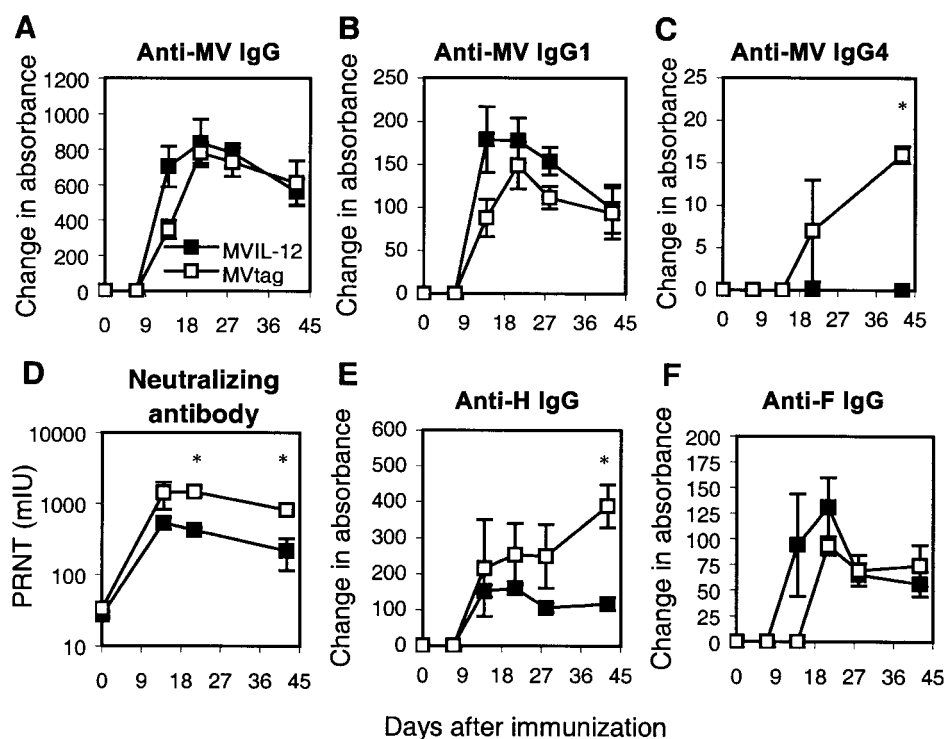 A
Anti-MV IgG
Change in absorbance
1200
1000
800
600
400
200
0
MVIL-12
MVtag
0 9 18 27 36 45
B
Anti-MV IgG1
Change in absorbance
250
200
150
100
50
0
0 9 18 27 36 45
C
Anti-MV IgG4
Change in absorbance
25
20
15
10
5
0
*
0 9 18 27 36 45
D
Neutralizing
antibody
PRNT (mIU)
10000
1000
100
10
* *
0 9 18 27 36 45
E
Anti-H IgG
Change in absorbance
600
500
400
300
200
100
0
*
0 9 18 27 36 45
F
Anti-F IgG
Change in absorbance
200
175
150
125
100
75
50
25
0
0 9 18 27 36 45
Days after immunization